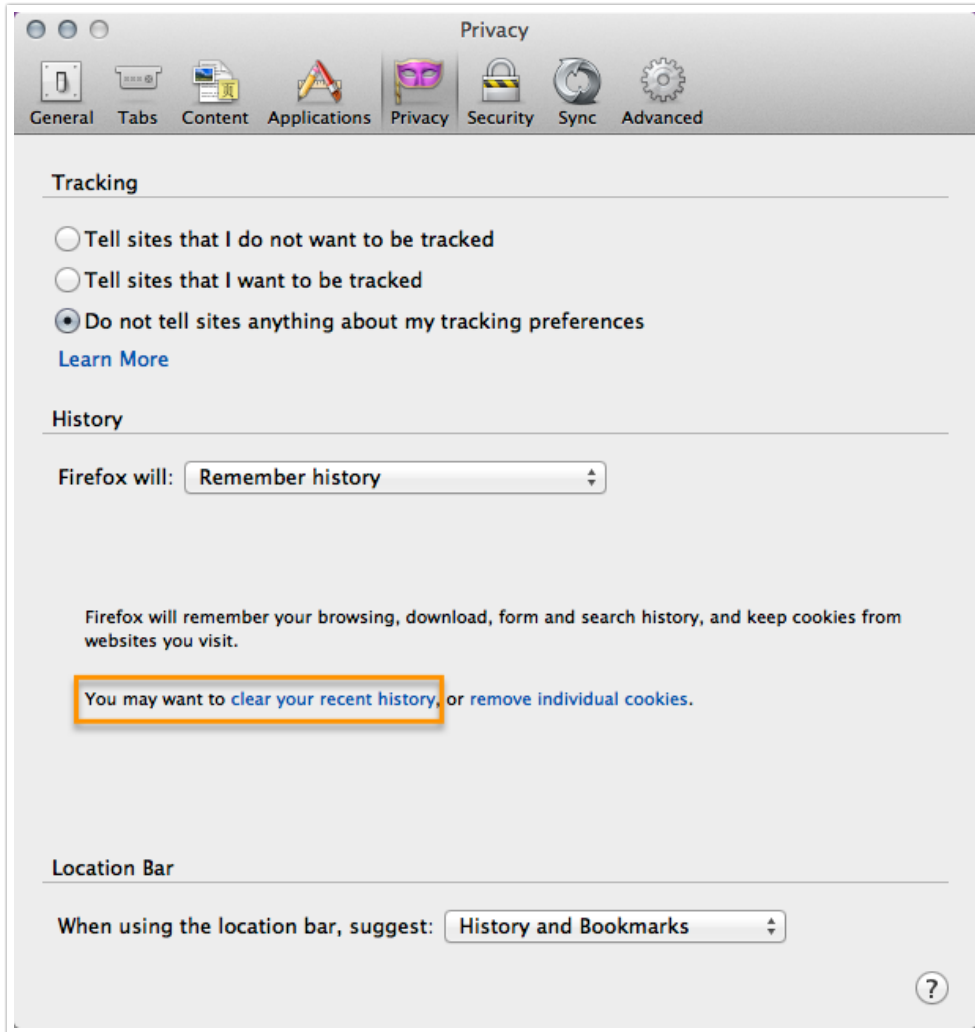 Privacy
General Tabs Content Applications Privacy Security Sync Advanced
Tracking
Tell sites that I do not want to be tracked
Tell sites that I want to be tracked
Do not tell sites anything about my tracking preferences
Learn More
History
Firefox will: Remember history
Firefox will remember your browsing, download, form and search history, and keep cookies from
websites you visit.
You may want to clear your recent history, or remove individual cookies.
Location Bar
When using the location bar, suggest: History and Bookmarks
?